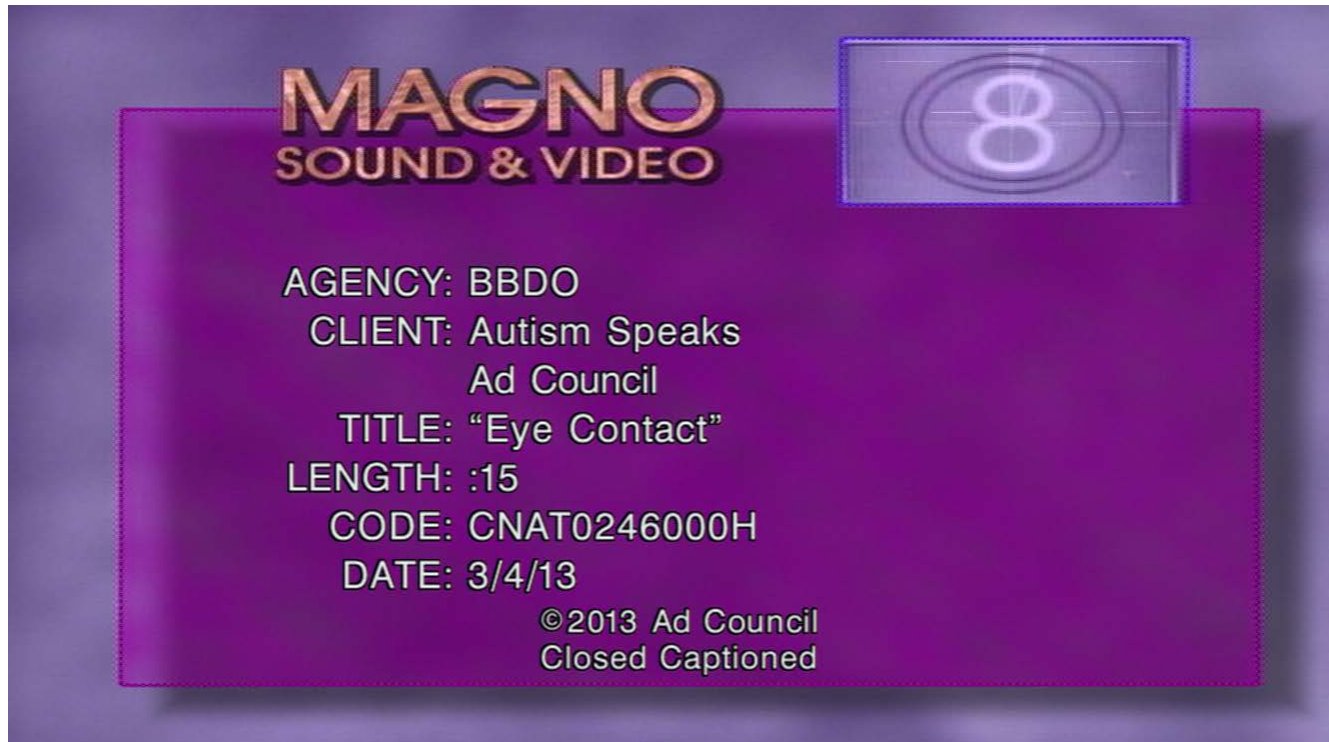 MAGNO
SOUND & VIDEO
8
AGENCY: BBDO
CLIENT: Autism Speaks
Ad Council
TITLE: “Eye Contact”
LENGTH: :15
CODE: CNAT0246000H
DATE: 3/4/13
©2013 Ad Council
Closed Captioned